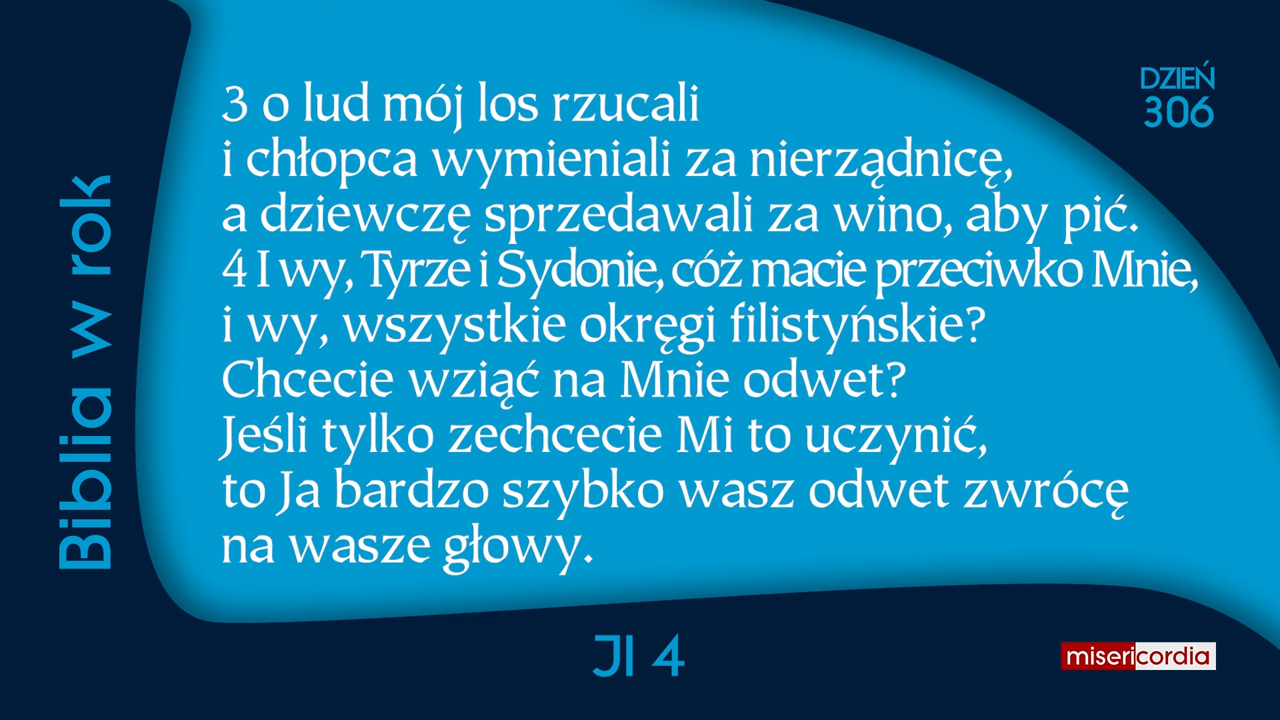 DZIEŃ
306
Biblia w rok
3 o lud mój los rzucali
i chłopca wymieniali za nierządnicę,
a dziewczę sprzedawali za wino, aby pić.
4 I wy, Tyrze i Sydonie, cóż macie przeciwko Mnie,
i wy, wszystkie okręgi filistyńskie?
Chcecie wziąć na Mnie odwet?
Jeśli tylko zechcecie Mi to uczynić,
to Ja bardzo szybko wasz odwet zwrócę
na wasze głowy.
Jl 4
misericordia